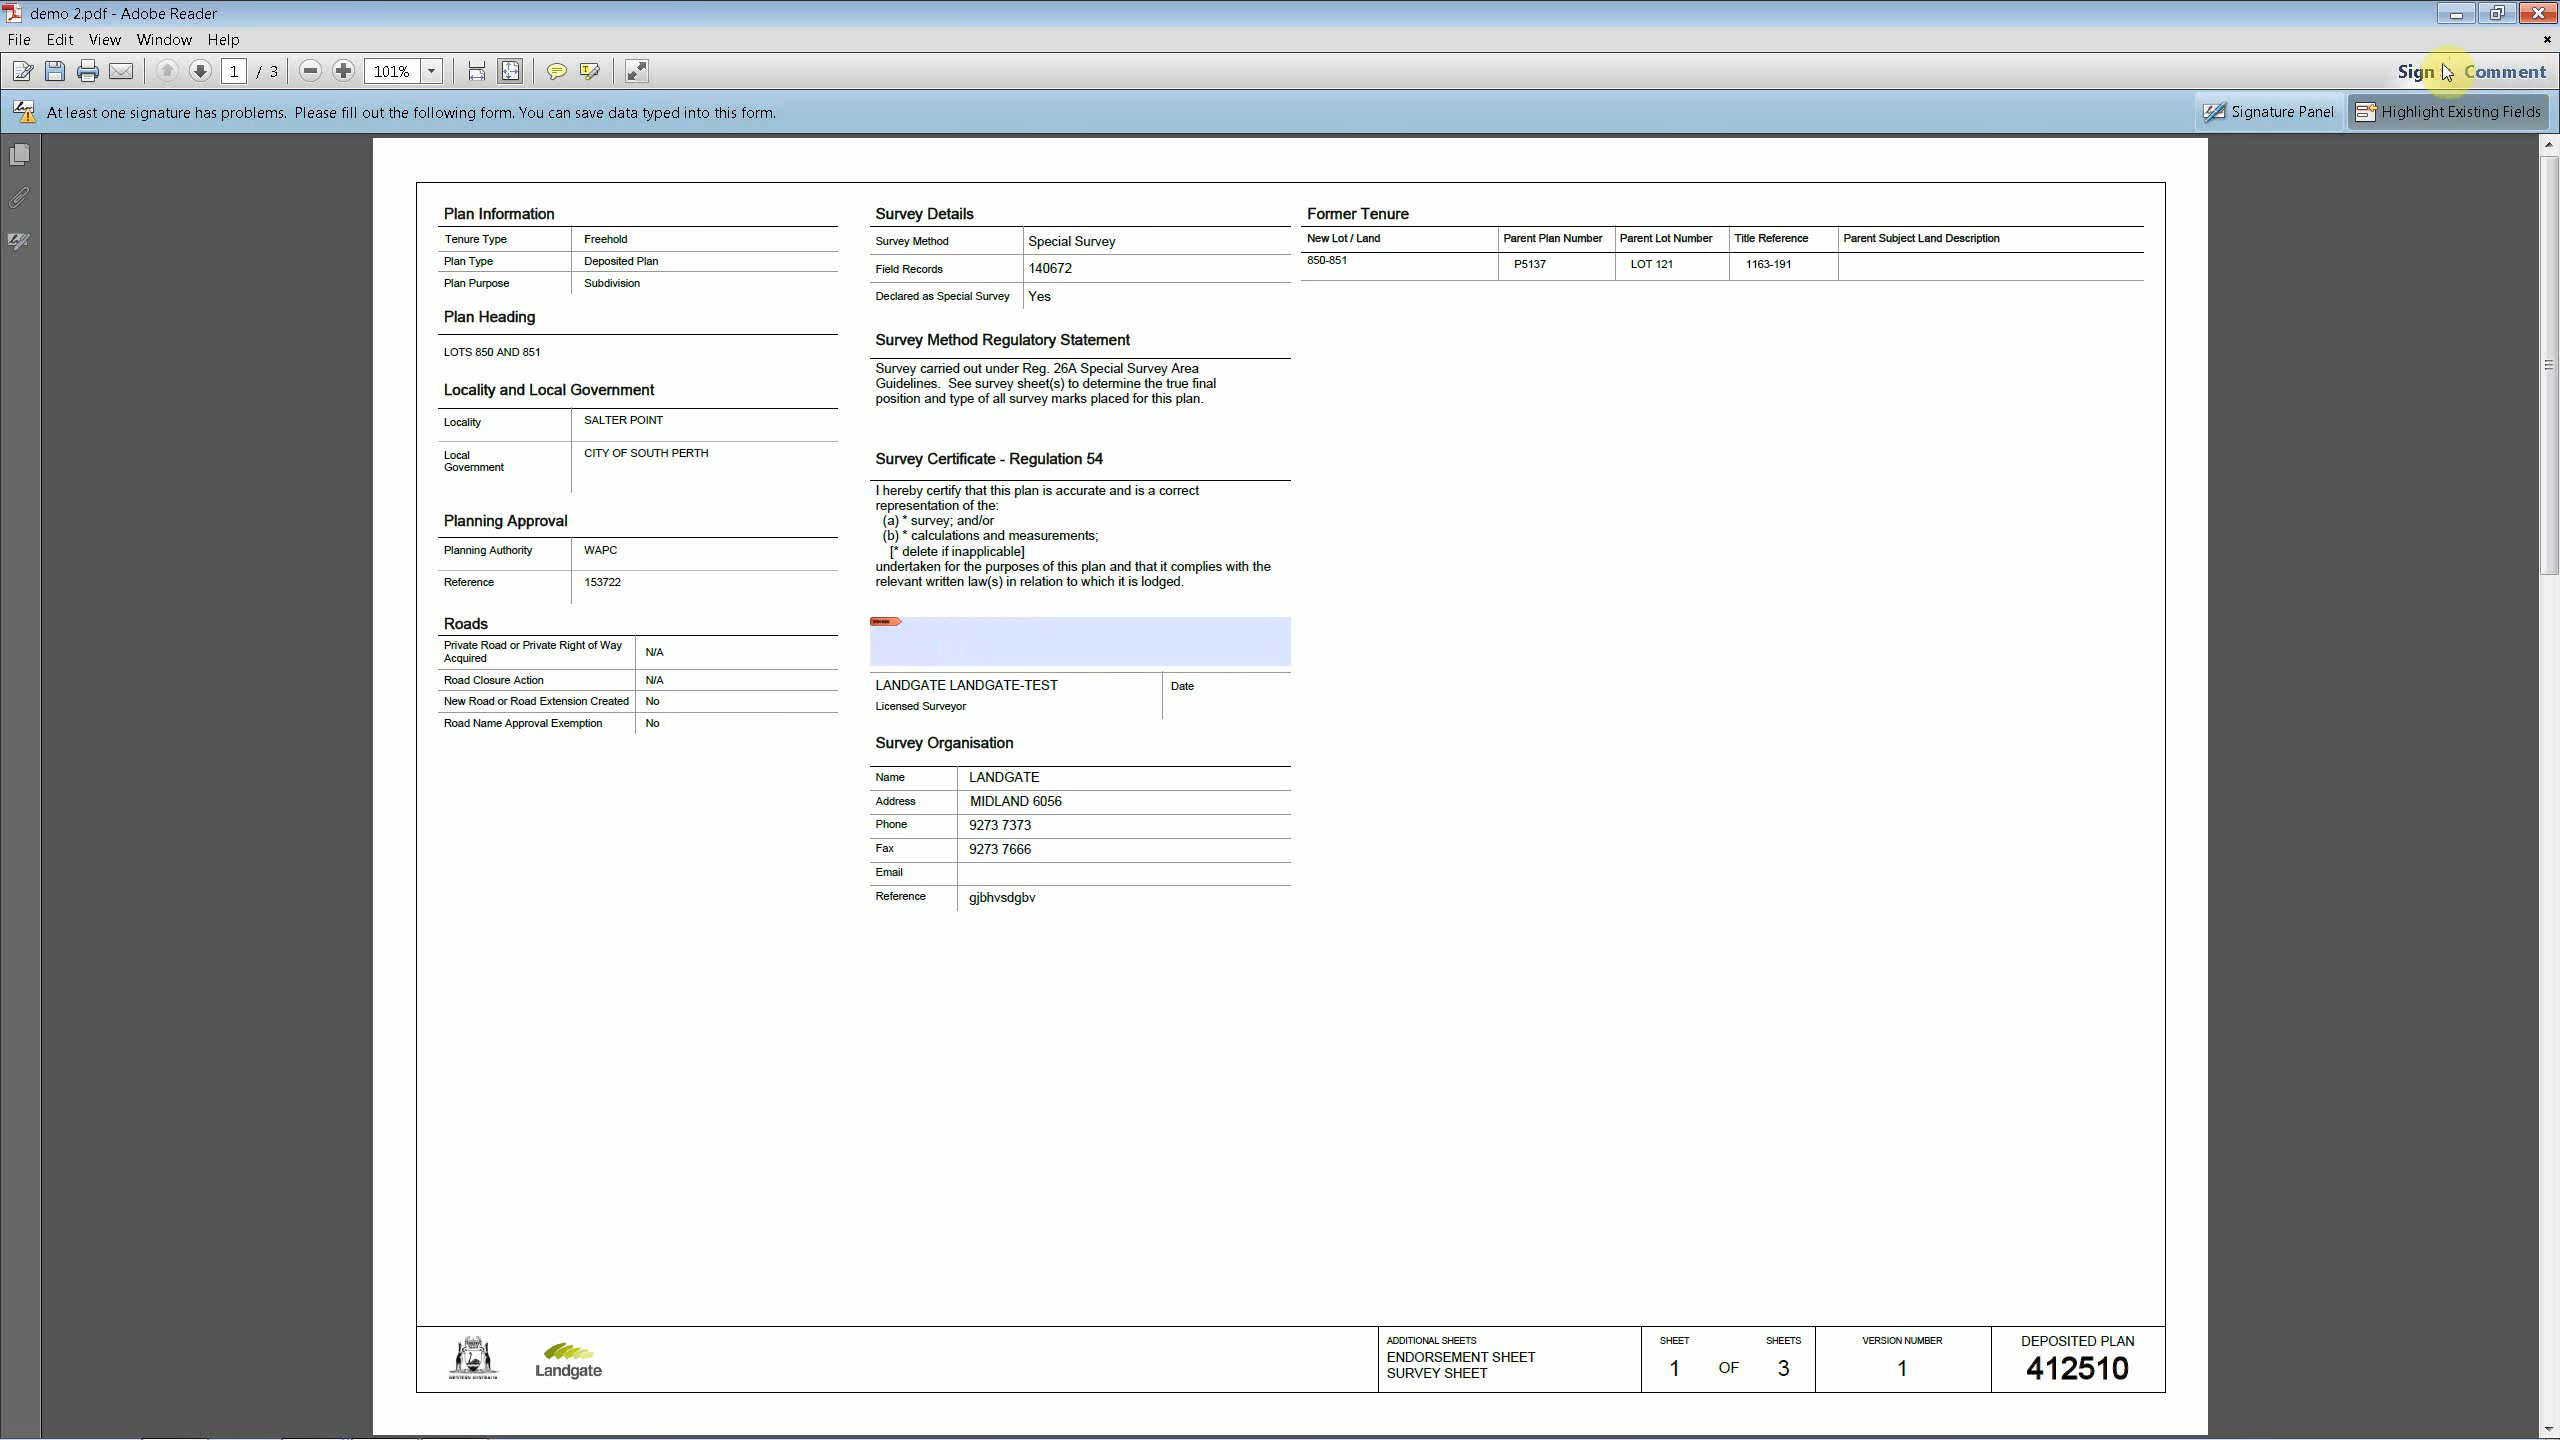 demo 2.pdf - Adobe Reader
File Edit View Window Help
1 / 3 101% Sign Comment
At least one signature has problems. Please fill out the following form. You can save data typed into this form. Signature Panel Highlight Existing Fields
Plan Information
Tenure Type Freehold
Plan Type Deposited Plan
Plan Purpose Subdivision
Plan Heading
LOTS 850 AND 851
Locality and Local Government
Locality SALTER POINT
Local CITY OF SOUTH PERTH
Government
Planning Approval
Planning Authority WAPC
Reference 153722
Roads
Private Road or Private Right of Way
Acquired N/A
Road Closure Action N/A
New Road or Road Extension Created No
Road Name Approval Exemption No
Survey Details
Survey Method Special Survey
Field Records 140672
Declared as Special Survey Yes
Survey Method Regulatory Statement
Survey carried out under Reg. 26A Special Survey Area
Guidelines. See survey sheet(s) to determine the true final
position and type of all survey marks placed for this plan.
Survey Certificate - Regulation 54
I hereby certify that this plan is accurate and is a correct
representation of the:
(a) * survey; and/or
(b) * calculations and measurements;
[* delete if inapplicable]
undertaken for the purposes of this plan and that it complies with the
relevant written law(s) in relation to which it is lodged.
LANDGATE LANDGATE-TEST Date
Licensed Surveyor
Survey Organisation
Name LANDGATE
Address MIDLAND 6056
Phone 9273 7373
Fax 9273 7666
Email
Reference gjbhvsdgbv
Former Tenure
New Lot / Land Parent Plan Number Parent Lot Number Title Reference Parent Subject Land Description
850-851 P5137 LOT 121 1163-191
WESTERN AUSTRALIA
Landgate
ADDITIONAL SHEETS
ENDORSEMENT SHEET
SURVEY SHEET
SHEET SHEETS
1 OF 3
VERSION NUMBER
1
DEPOSITED PLAN
412510